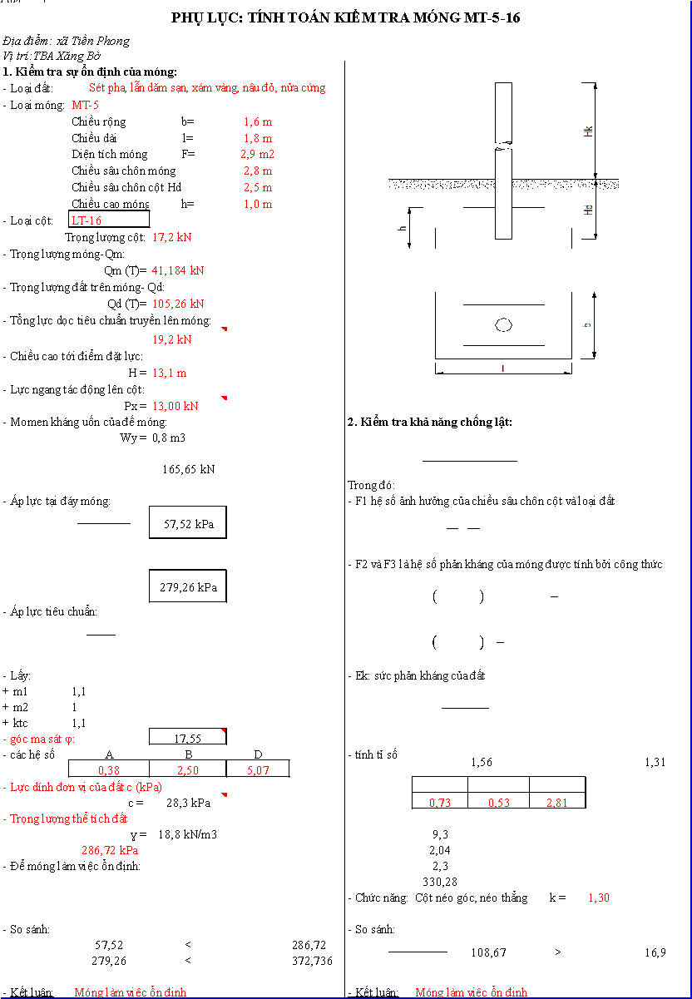 PHỤ LỤC: TÍNH TOÁN KIỂM TRA MÓNG MT-5-16
Địa điểm: xã Tiền Phong
Vị trí:TBA Xăng Bờ
1. Kiểm tra sự ổn định của móng:
- Loại đất: Sét pha, lẫn dăm sạn, xám vàng, nâu đỏ, nửa cứng
- Loại móng: MT-5
Chiều rộng b= 1,6 m
Chiều dài l= 1,8 m
Diện tích móng F= 2,9 m2
Chiều sâu chôn móng 2,8 m
Chiều sâu chôn cột Hd 2,5 m
Chiều cao móng h= 1,0 m
- Loại cột: LT-16
Trọng lượng cột: 17,2 kN
- Trọng lượng móng-Qm:
Qm (T)= 41,184 kN
- Trọng lượng đất trên móng- Qd:
Qd (T)= 105,26 kN
- Tổng lực dọc tiêu chuẩn truyền lên móng:
19,2 kN
- Chiều cao tới điểm đặt lực:
H = 13,1 m
- Lực ngang tác động lên cột:
Px = 13,00 kN
- Momen kháng uốn của đế móng:
Wy = 0,8 m3
165,65 kN
- Áp lực tại đáy móng:
57,52 kPa
279,26 kPa
- Áp lực tiêu chuẩn:
- Lấy:
+ m1 1,1
+ m2 1
+ ktc 1,1
- góc ma sát φ: 17,55
- các hệ số A B D
0,38 2,50 5,07
- Lực dính đơn vị của đất c (kPa)
c = 28,3 kPa
- Trọng lượng thể tích đất
γ = 18,8 kN/m3
286,72 kPa
- Để móng làm việc ổn định:
- So sánh:
57,52 < 286,72
279,26 < 372,736
- Kết luận: Móng làm việc ổn định
Hk
Hd
h
b
l
2. Kiểm tra khả năng chống lật:
Trong đó:
- F1 hệ số ảnh hưởng của chiều sâu chôn cột và loại đất
- F2 và F3 là hệ số phản kháng của móng được tính bởi công thức
( ) –
( ) –
- Ek: sức phản kháng của đất
- tính tỉ số 1,56 1,31
0,73 0,53 2,81
9,3
2,04
2,3
330,28
- Chức năng: Cột néo góc, néo thẳng k = 1,30
- So sánh:
108,67 > 16,9
- Kết luận: Móng làm việc ổn định